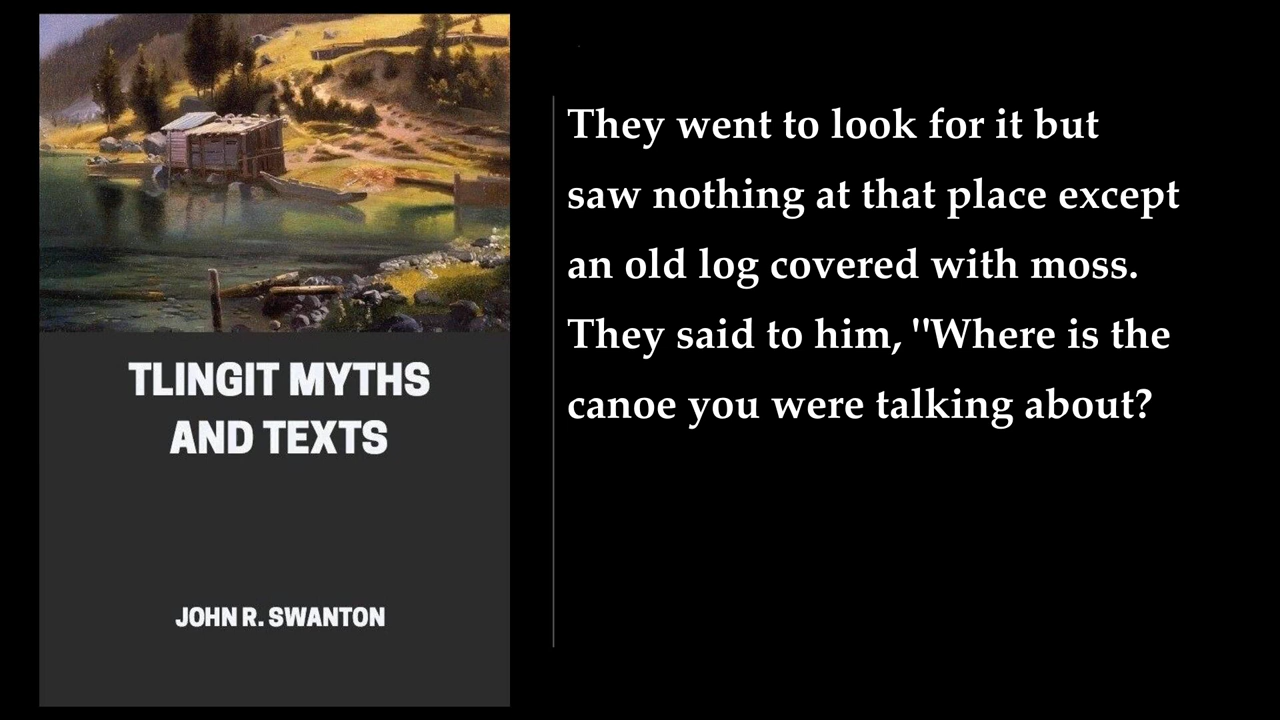 TLINGIT MYTHS
AND TEXTS
JOHN R. SWANTON
They went to look for it but
saw nothing at that place except
an old log covered with moss.
They said to him, "Where is the
canoe you were talking about?